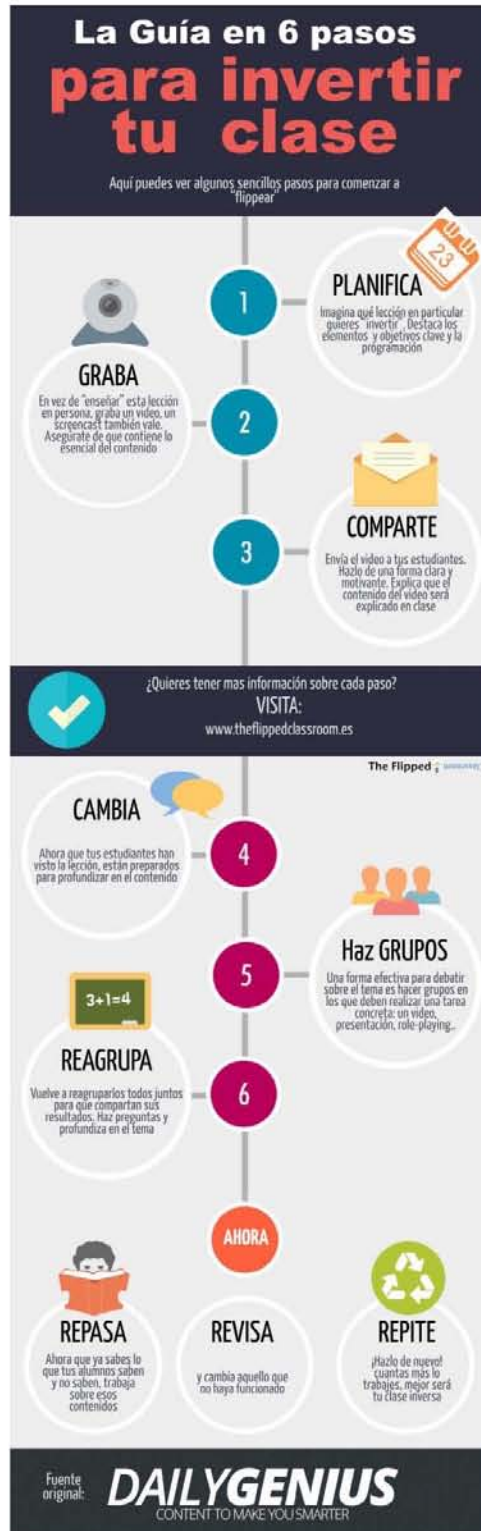 La Guía en 6 pasos
para invertir
tu clase
Aquí puedes ver algunos sencillos pasos para comenzar a
"flippear"
23
1
PLANIFICA
Imagina qué lección en particular
quieres "invertir". Destaca los
elementos y objetivos clave y la
programación
GRABA
En vez de "enseñar" esta lección
en persona, graba un video, un
screencast también vale.
Asegúrate de que contiene lo
esencial del contenido
2
3
COMPARTE
Envía el video a tus estudiantes.
Hazlo de una forma clara y
motivante. Explica que el
contenido del video será
explicado en clase
¿Quieres tener mas información sobre cada paso?
VISITA:
www.theflippedclassroom.es
The Flipped Classroom
CAMBIA
Ahora que tus estudiantes han
visto la lección, están preparados
para profundizar en el contenido
4
5
Haz GRUPOS
Una forma efectiva para debatir
sobre el tema es hacer grupos en
los que deben realizar una tarea
concreta: un video,
presentación, role-playing..
3+1=4
REAGRUPA
Vuelve a reagruparlos todos juntos
para que compartan sus
resultados. Haz preguntas y
profundiza en el tema
6
AHORA
REPASA
Ahora que ya sabes lo
que tus alumnos saben
y no saben, trabaja
sobre esos
contenidos
REVISA
y cambia aquello que
no haya funcionado
REPITE
¡Hazlo de nuevo!
cuantas más lo
trabajes, mejor será
tu clase inversa
Fuente
original:
DAILYGENIUS
CONTENT TO MAKE YOU SMARTER